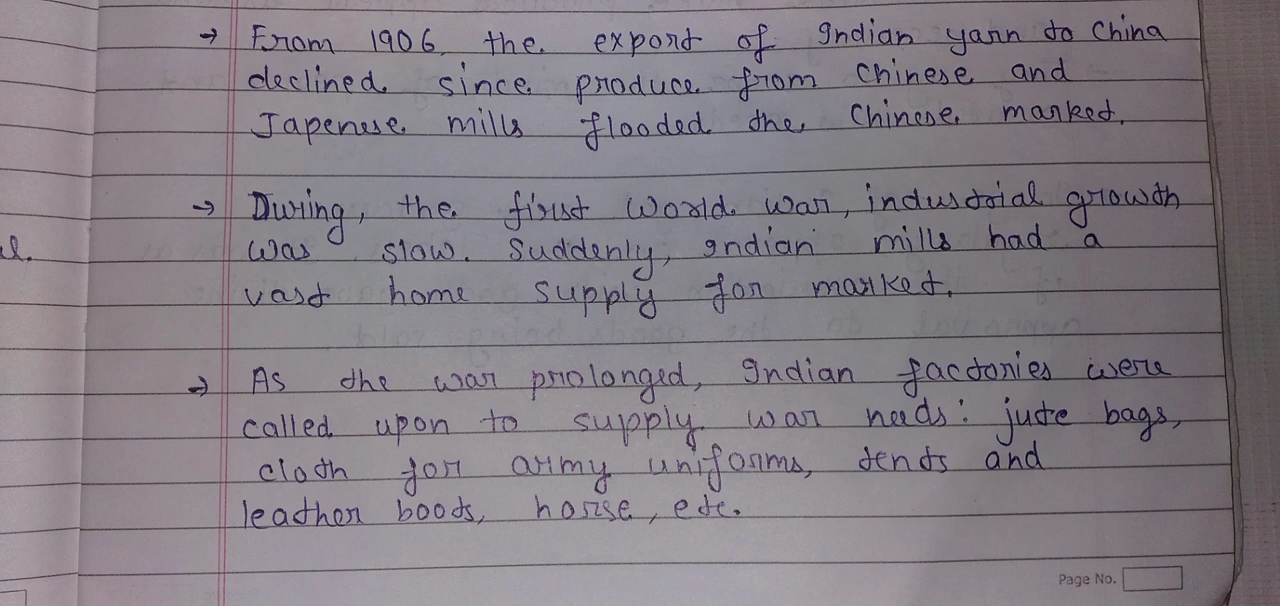 → From 1906, the export of Indian yarn to China
declined since produce from Chinese and
Japenese mills flooded the Chinese market.
→ During, the first World War, industrial growth
l.
was slow. Suddenly, Indian mills had a
vast home supply for market.
→ As the war prolonged, Indian factories were
called upon to supply war needs: jute bags,
cloth for army uniforms, tents and
leather boots, horse, etc.
Page No.